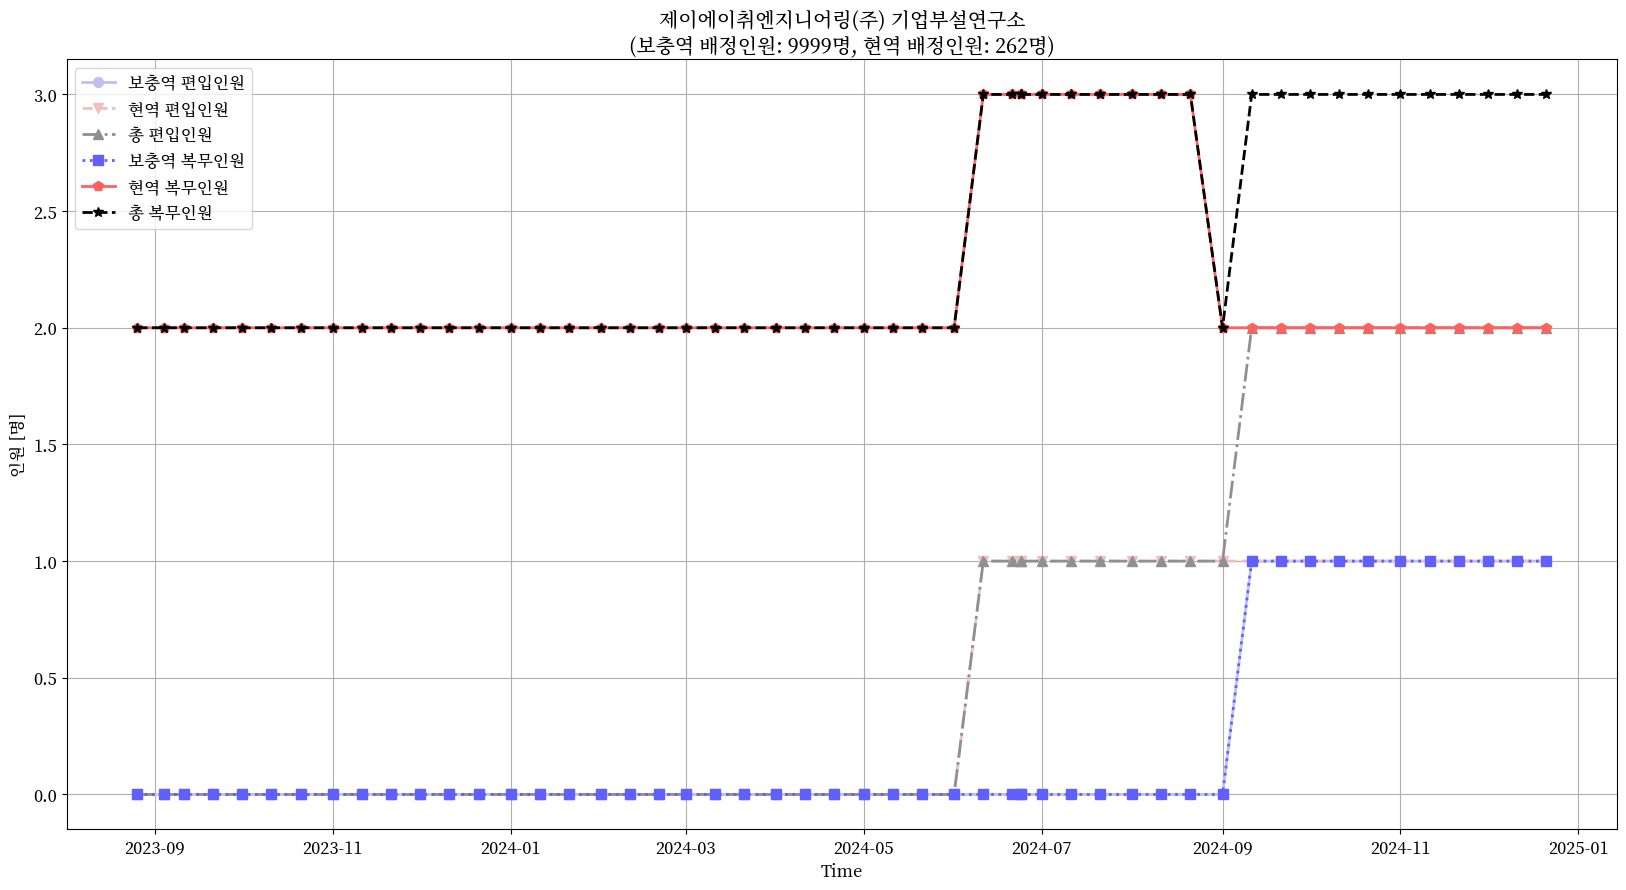 제이에이취엔지니어링(주) 기업부설연구소
(보충역 배정인원: 9999명, 현역 배정인원: 262명)
보충역 편입인원
현역 편입인원
총 편입인원
보충역 복무인원
현역 복무인원
총 복무인원
3.0
2.5
2.0
1.5
1.0
0.5
0.0
인원 [명]
2023-09
2023-11
2024-01
2024-03
2024-05
2024-07
2024-09
2024-11
2025-01
Time